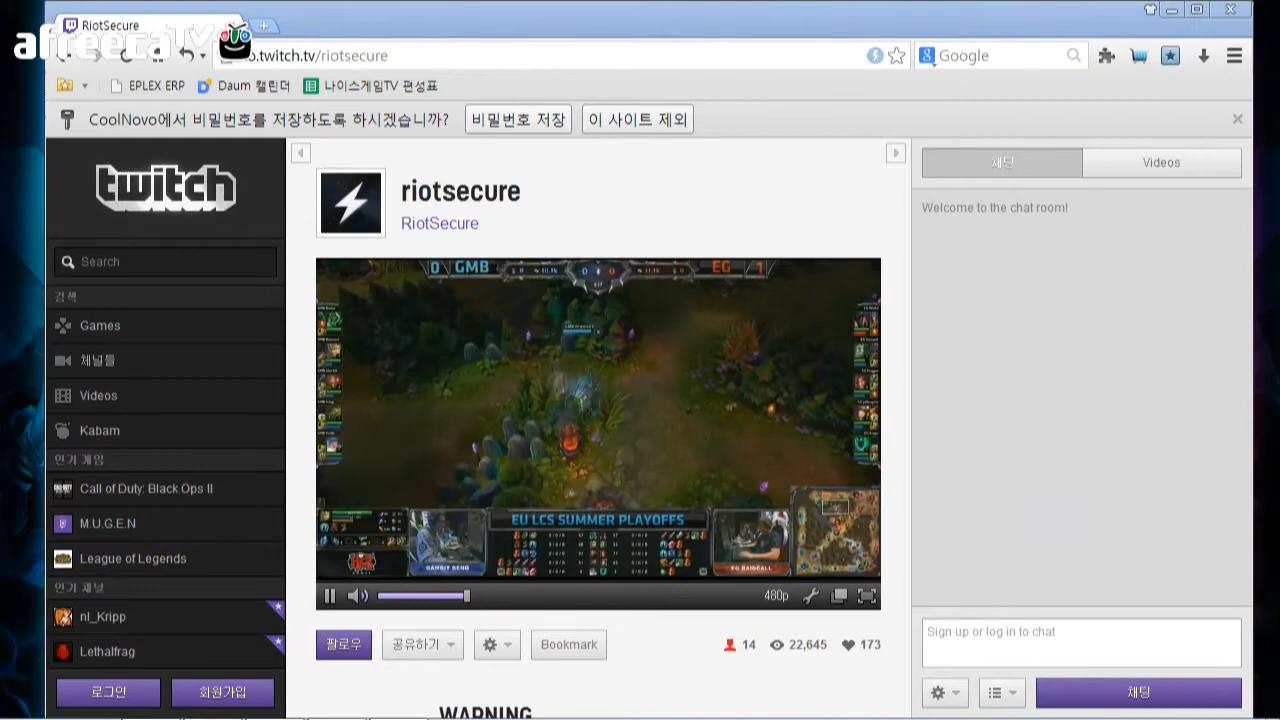 RiotSecure
afreecaTV
o.twitch.tv/riotsecure
Google
EPLEX ERP
Daum 캘린더
나이스게임TV 편성표
CoolNovo에서 비밀번호를 저장하도록 하시겠습니까?
비밀번호 저장
이 사이트 제외
twitch
Search
검색
Games
채널들
Videos
Kabam
인기 게임
Call of Duty: Black Ops II
M.U.G.E.N
League of Legends
인기 채널
nl_Kripp
Lethalfrag
로그인
회원가입
riotsecure
RiotSecure
0 GMB
0 0
EG 1
EU LCS SUMMER PLAYOFFS
480p
팔로우
공유하기
Bookmark
14
22,645
173
WARNING
채팅
Videos
Welcome to the chat room!
Sign up or log in to chat
채팅